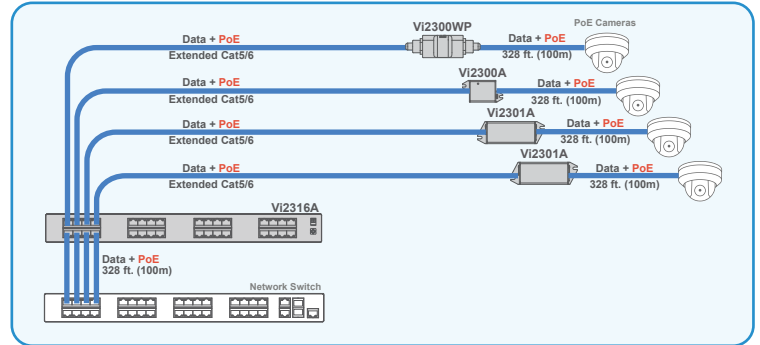 Vi2300WP
PoE Cameras
Data + PoE
Extended Cat5/6
Data + PoE
328 ft. (100m)
Vi2300A
Data + PoE
Extended Cat5/6
Data + PoE
328 ft. (100m)
Vi2301A
Data + PoE
Extended Cat5/6
Data + PoE
328 ft. (100m)
Vi2301A
Data + PoE
Extended Cat5/6
Data + PoE
328 ft. (100m)
Vi2316A
Data + PoE
328 ft. (100m)
Network Switch